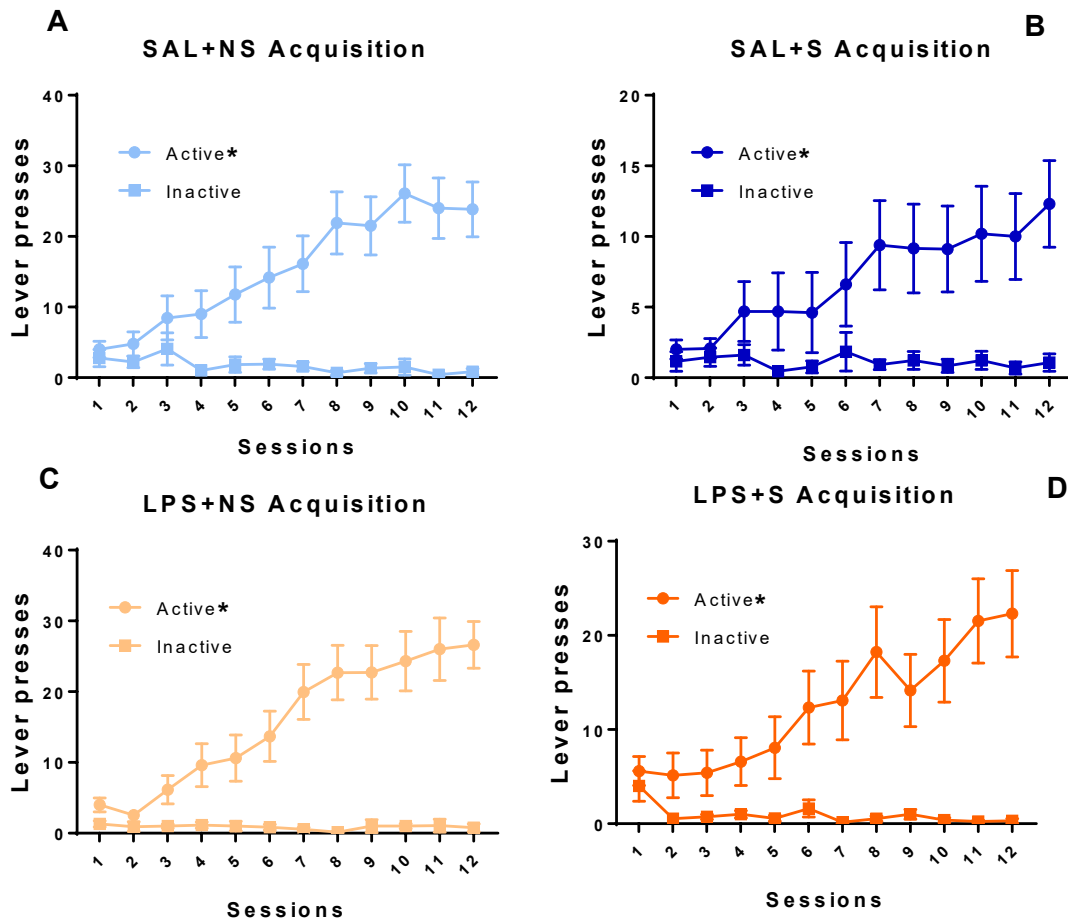 A
SAL+NS Acquisition
Lever presses
40
30
20
10
0
Active*
Inactive
1 2 3 4 5 6 7 8 9 10 11 12
Sessions
B
SAL+S Acquisition
Lever presses
20
15
10
5
0
Active*
Inactive
1 2 3 4 5 6 7 8 9 10 11 12
Sessions
C
LPS+NS Acquisition
Lever presses
40
30
20
10
0
Active*
Inactive
1 2 3 4 5 6 7 8 9 10 11 12
Sessions
D
LPS+S Acquisition
Lever presses
30
20
10
0
Active*
Inactive
1 2 3 4 5 6 7 8 9 10 11 12
Sessions